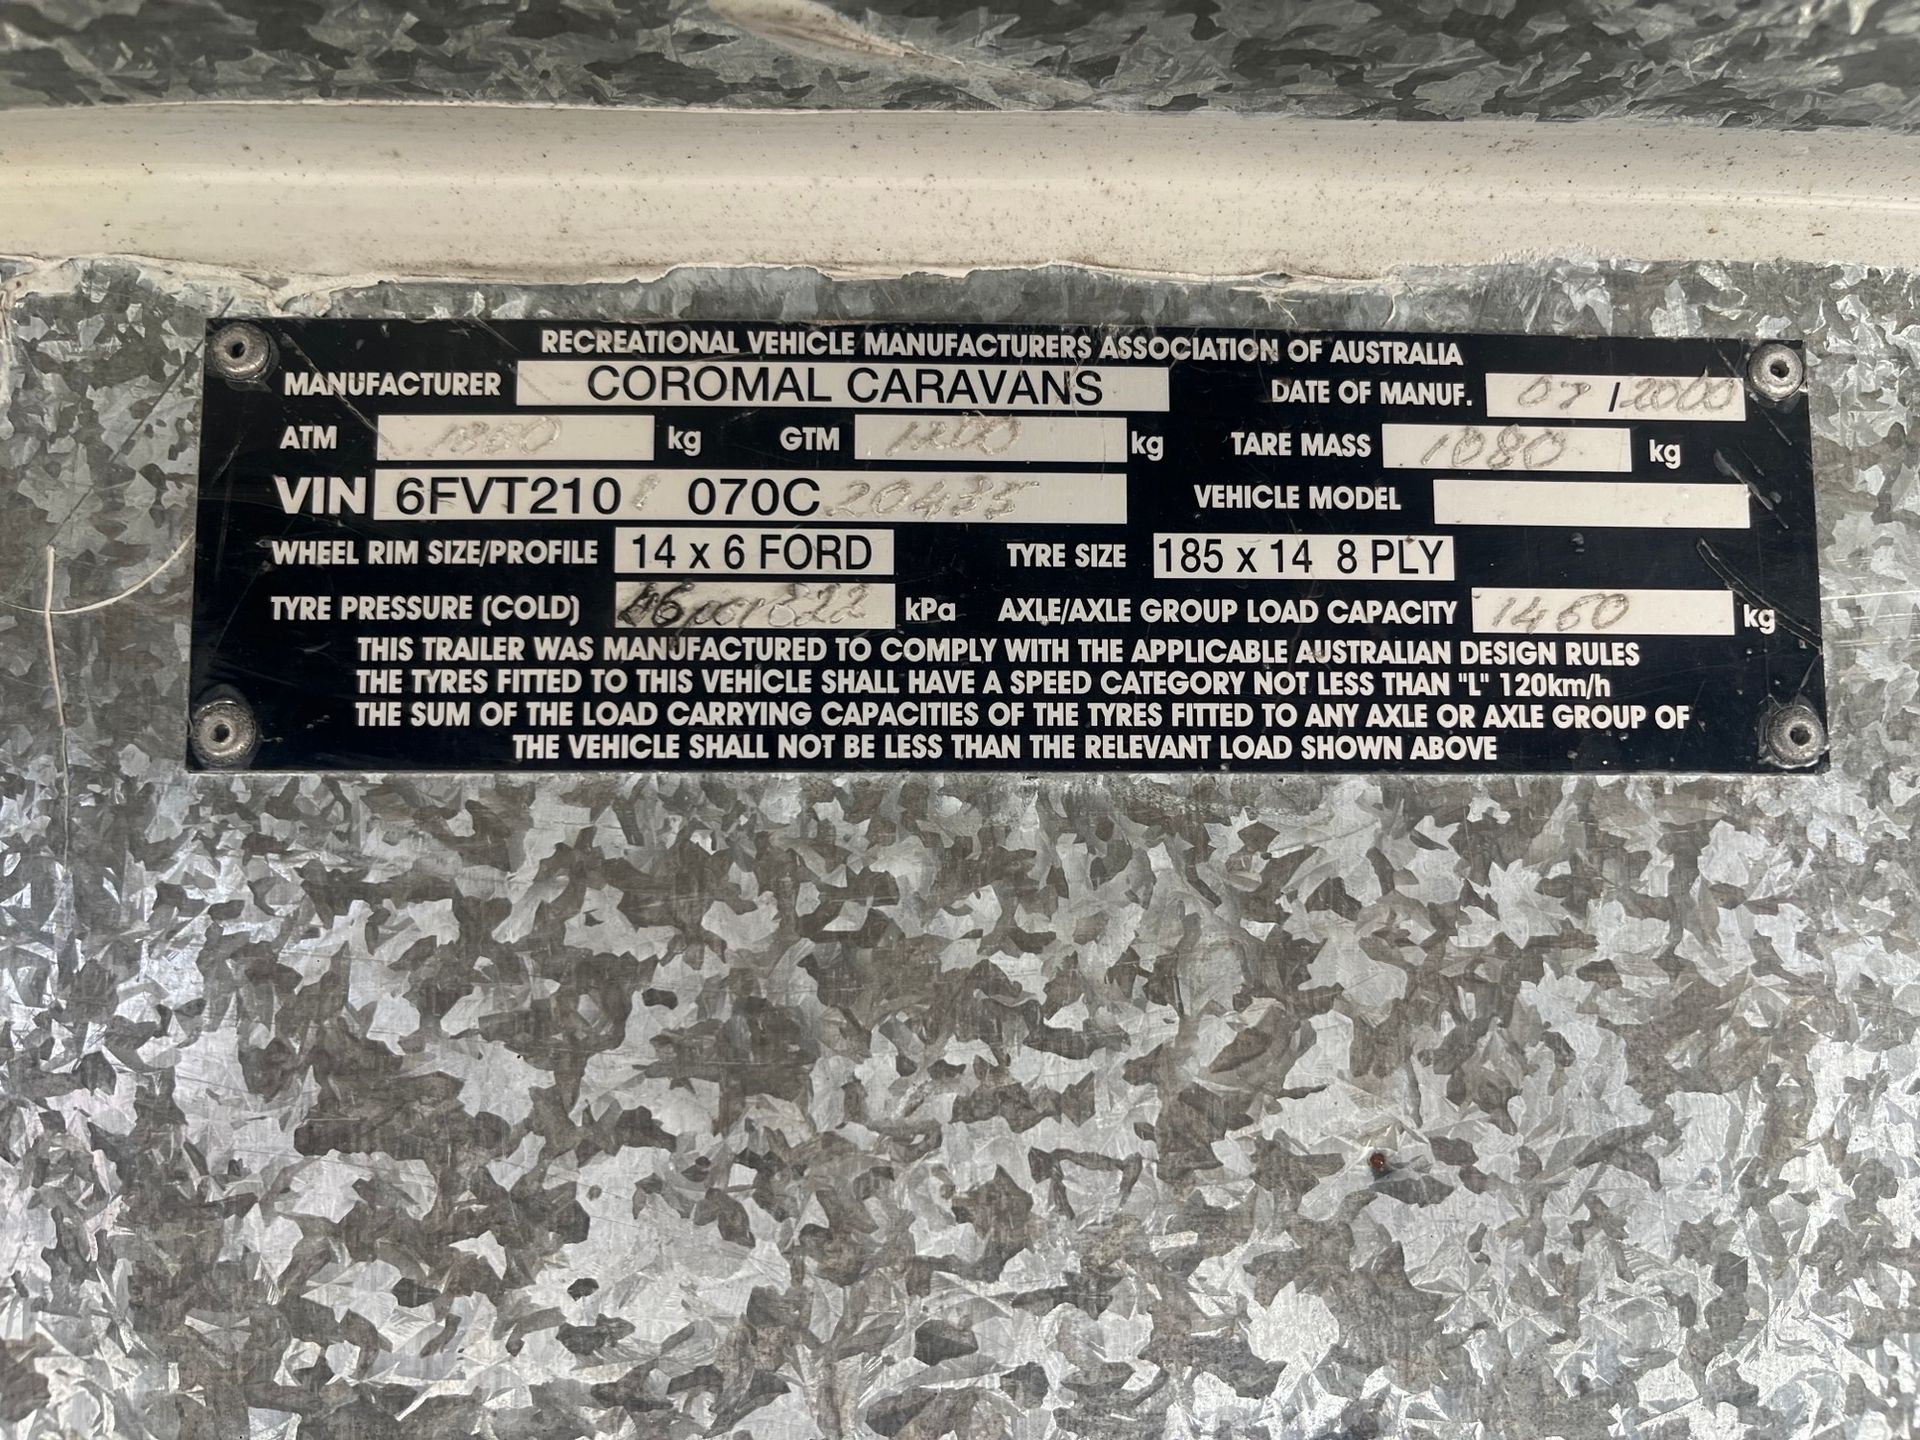 RECREATIONAL VEHICLE MANUFACTURERS ASSOCIATION OF AUSTRALIA
MANUFACTURER COROMAL CARAVANS DATE OF MANUF. /2000
ATM kg GTM 1200 kg TARE MASS 1080 kg
VIN 6FVT2101 070C20435 VEHICLE MODEL
WHEEL RIM SIZE/PROFILE 14 x 6 FORD TYRE SIZE 185 x 14 8 PLY
TYRE PRESSURE (COLD) kPa AXLE/AXLE GROUP LOAD CAPACITY 1460 kg
THIS TRAILER WAS MANUFACTURED TO COMPLY WITH THE APPLICABLE AUSTRALIAN DESIGN RULES
THE TYRES FITTED TO THIS VEHICLE SHALL HAVE A SPEED CATEGORY NOT LESS THAN "L" 120km/h
THE SUM OF THE LOAD CARRYING CAPACITIES OF THE TYRES FITTED TO ANY AXLE OR AXLE GROUP OF
THE VEHICLE SHALL NOT BE LESS THAN THE RELEVANT LOAD SHOWN ABOVE